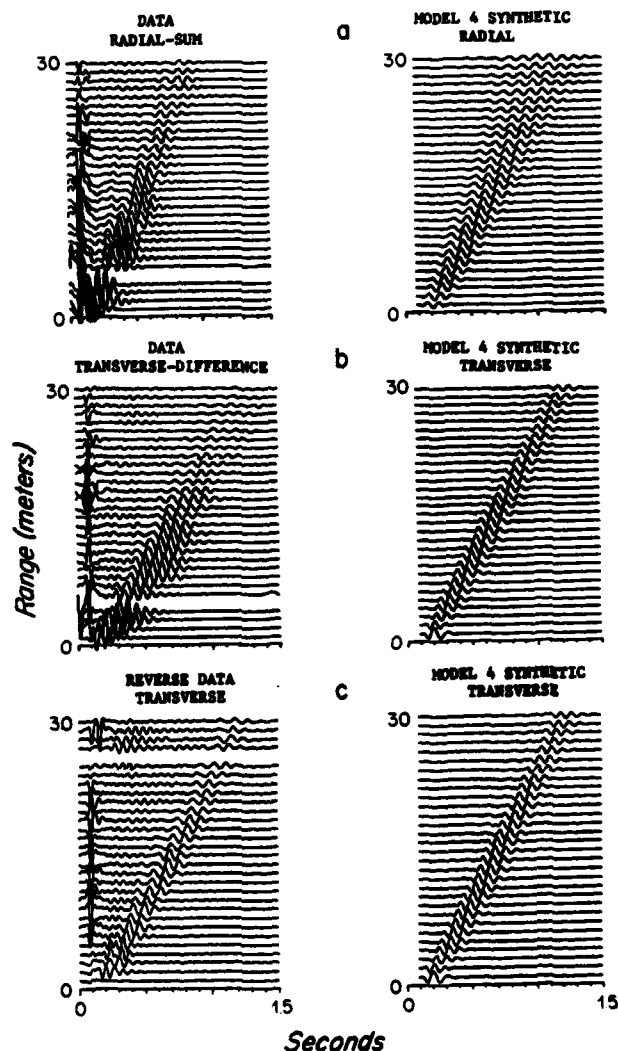 DATA
RADIAL-SUM
a
MODEL 4 SYNTHETIC
RADIAL
30
0
30
0
DATA
TRANSVERSE-DIFFERENCE
b
MODEL 4 SYNTHETIC
TRANSVERSE
30
0
30
0
Range (meters)
REVERSE DATA
TRANSVERSE
c
MODEL 4 SYNTHETIC
TRANSVERSE
30
0
0
1.5
30
0
0
15
Seconds